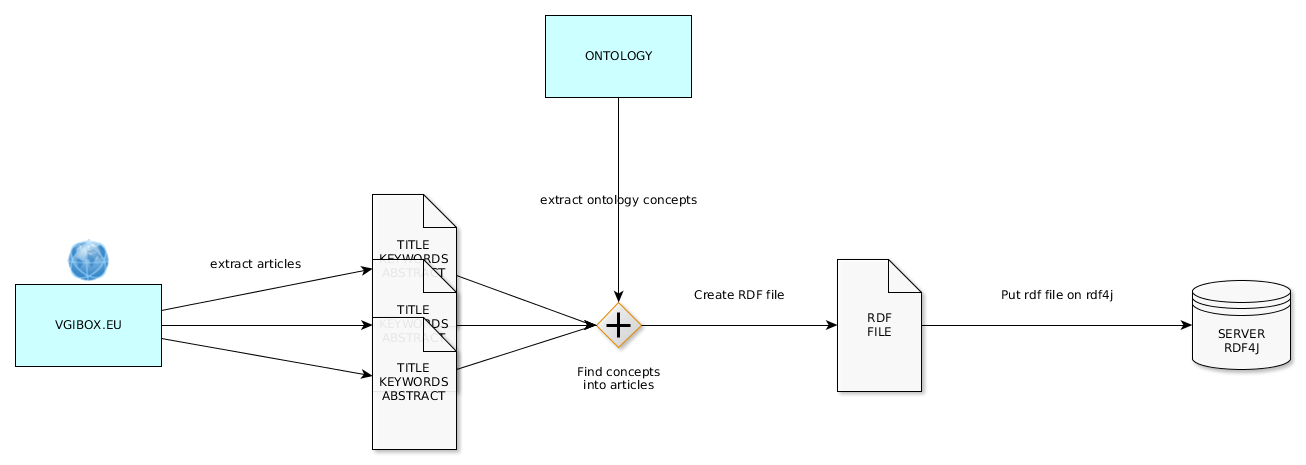 ONTOLOGY
extract ontology concepts
extract articles
VGIBOX.EU
TITLE
KEYWORDS
ABSTRACT
TITLE
KEYWORDS
ABSTRACT
TITLE
KEYWORDS
ABSTRACT
Find concepts
into articles
Create RDF file
RDF
FILE
Put rdf file on rdf4j
SERVER
RDF4J